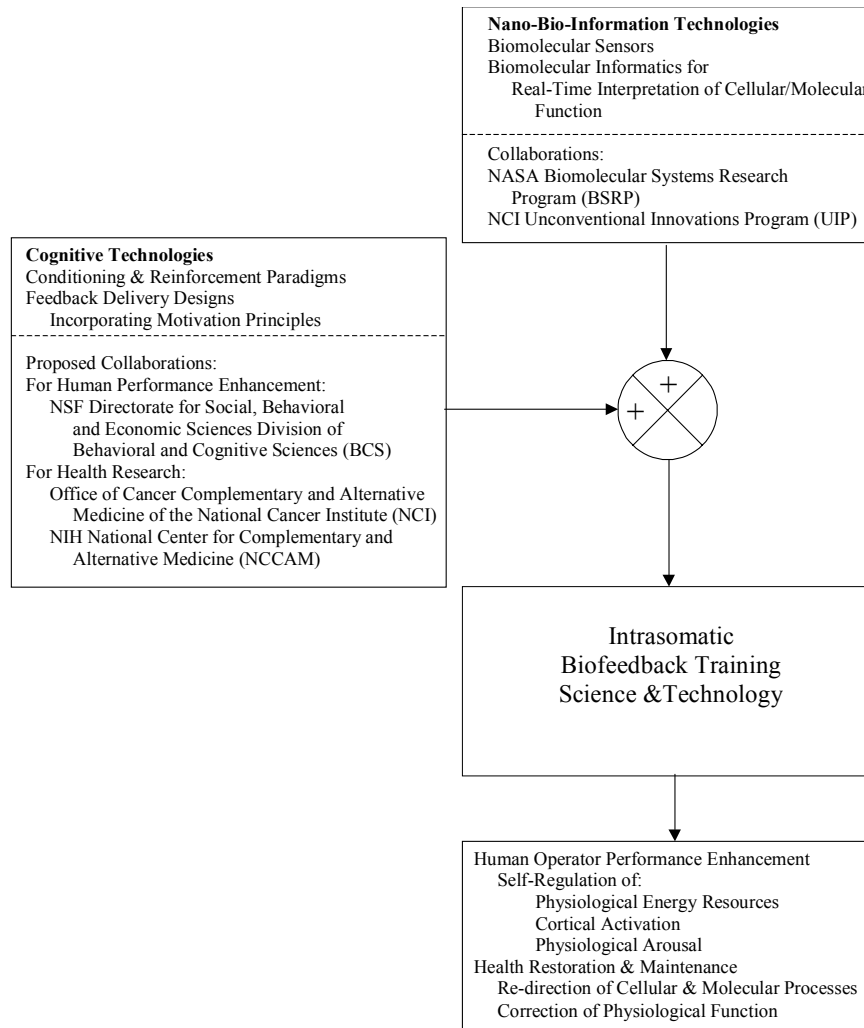 Nano-Bio-Information Technologies
Biomolecular Sensors
Biomolecular Informatics for
Real-Time Interpretation of Cellular/Molecular
Function
Collaborations:
NASA Biomolecular Systems Research
Program (BSRP)
NCI Unconventional Innovations Program (UIP)
Cognitive Technologies
Conditioning & Reinforcement Paradigms
Feedback Delivery Designs
Incorporating Motivation Principles
Proposed Collaborations:
For Human Performance Enhancement:
NSF Directorate for Social, Behavioral
and Economic Sciences Division of
Behavioral and Cognitive Sciences (BCS)
For Health Research:
Office of Cancer Complementary and Alternative
Medicine of the National Cancer Institute (NCI)
NIH National Center for Complementary and
Alternative Medicine (NCCAM)
+
+
Intrasomatic
Biofeedback Training
Science &Technology
Human Operator Performance Enhancement
Self-Regulation of:
Physiological Energy Resources
Cortical Activation
Physiological Arousal
Health Restoration & Maintenance
Re-direction of Cellular & Molecular Processes
Correction of Physiological Function